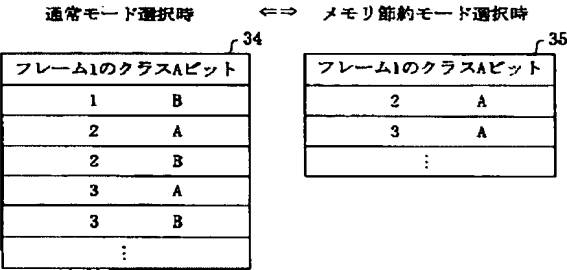 通常モード選択時 ⇐⇒ メモリ節約モード選択時
34
フレーム1のクラスAビット
1 B
2 A
2 B
3 A
3 B
⋮
35
フレーム1のクラスAビット
2 A
3 A
⋮